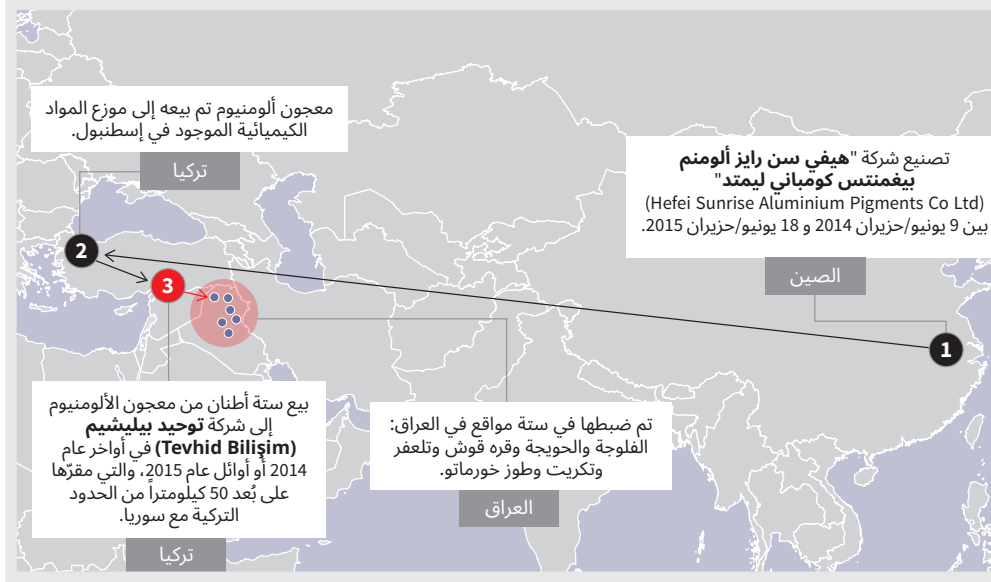 تصنيع شركة "هيفي سن رايز ألومنم
بيغمنتس كومباني ليمتد"
(Hefei Sunrise Aluminium Pigments Co Ltd)
بين 9 يونيو/حزيران 2014 و 18 يونيو/حزيران 2015.
الصين
1
معجون ألومنيوم تم بيعه إلى موزع المواد
الكيميائية الموجود في إسطنبول.
تركيا
2
3
بيع ستة أطنان من معجون الألومنيوم
إلى شركة توحيد بيليشيم
(Tevhid Bilişim) في أواخر عام
2014 أو أوائل عام 2015، والتي مقرّها
على بُعد 50 كيلومتراً من الحدود
التركية مع سوريا.
تركيا
تم ضبطها في ستة مواقع في العراق:
الفلوجة والحويجة وقره قوش وتلعفر
وتكريت وطوز خورماتو.
العراق